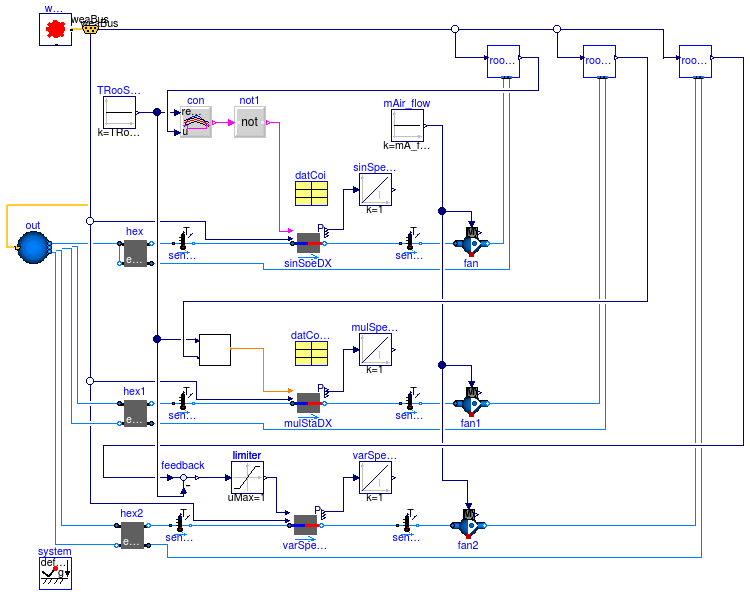 w...
weaBus
weaBus
roo...
roo...
roo...
TRooS...
k=TRo...
con
re...
u
not1
not
mAir_flow
k=mA_f...
datCoi
sinSpe...
k=1
out
hex
e...
T
sen...
P
sinSpeDX
T
sen...
M
fan
datCo...
mulSpe...
k=1
hex1
e...
T
sen...
P
mulStaDX
T
sen...
M
fan1
feedback
-
limiter
uMax=1
varSpe...
k=1
hex2
e...
T
sen...
P
varSpe...
T
sen...
M
fan2
system
def...
g